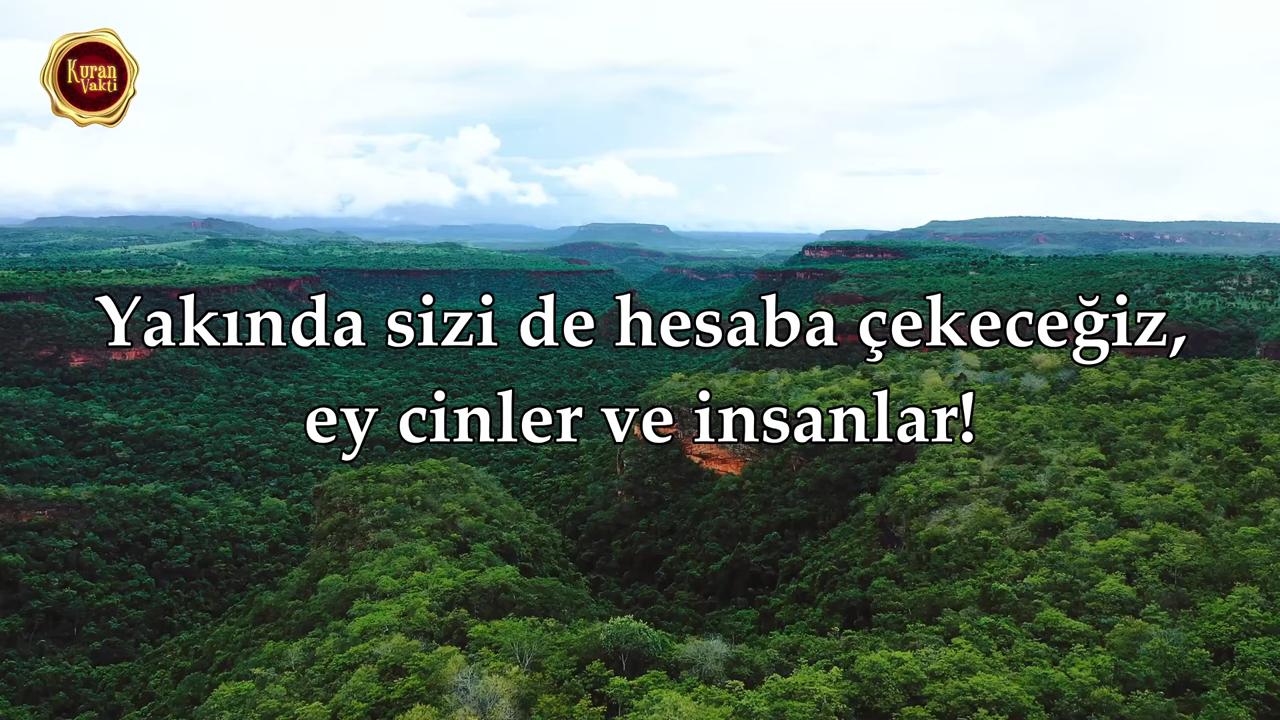 Kuran
Vakti
Yakında sizi de hesaba çekeceğiz,
ey cinler ve insanlar!